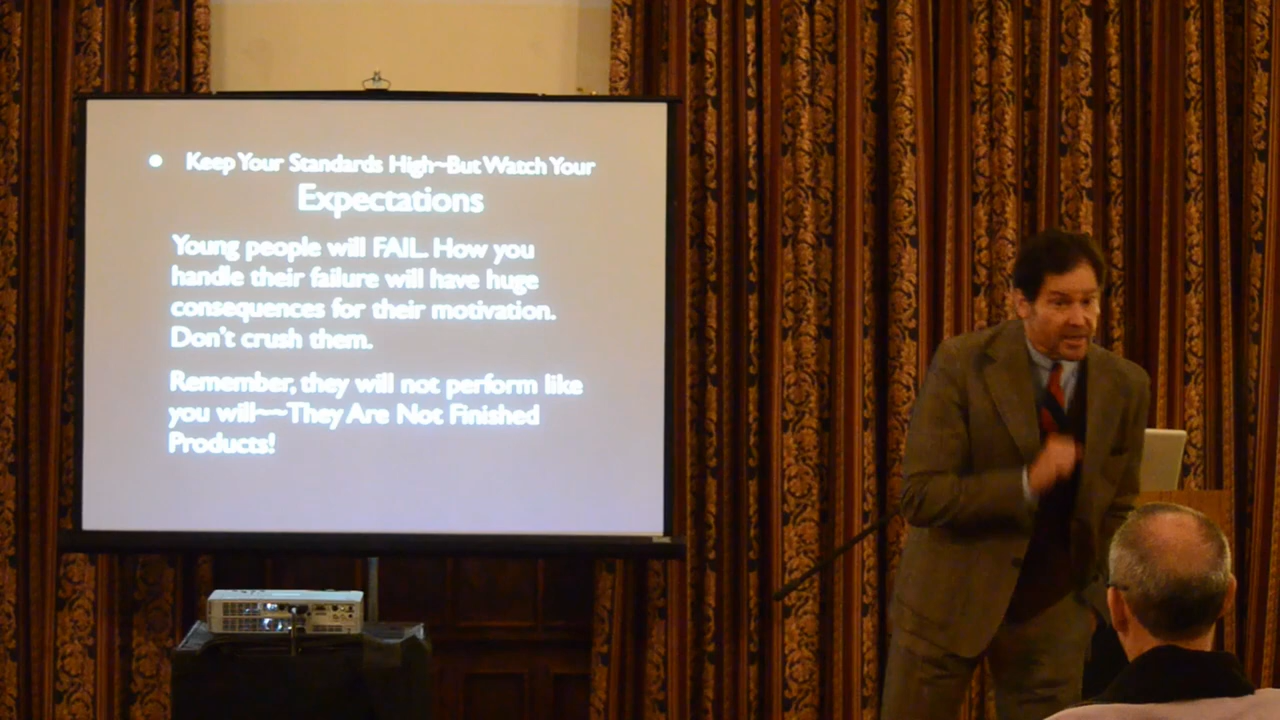 Keep Your Standards High~But Watch Your
Expectations
Young people will FAIL. How you
handle their failure will have huge
consequences for their motivation.
Don't crush them.
Remember, they will not perform like
you will~~They Are Not Finished
Products!